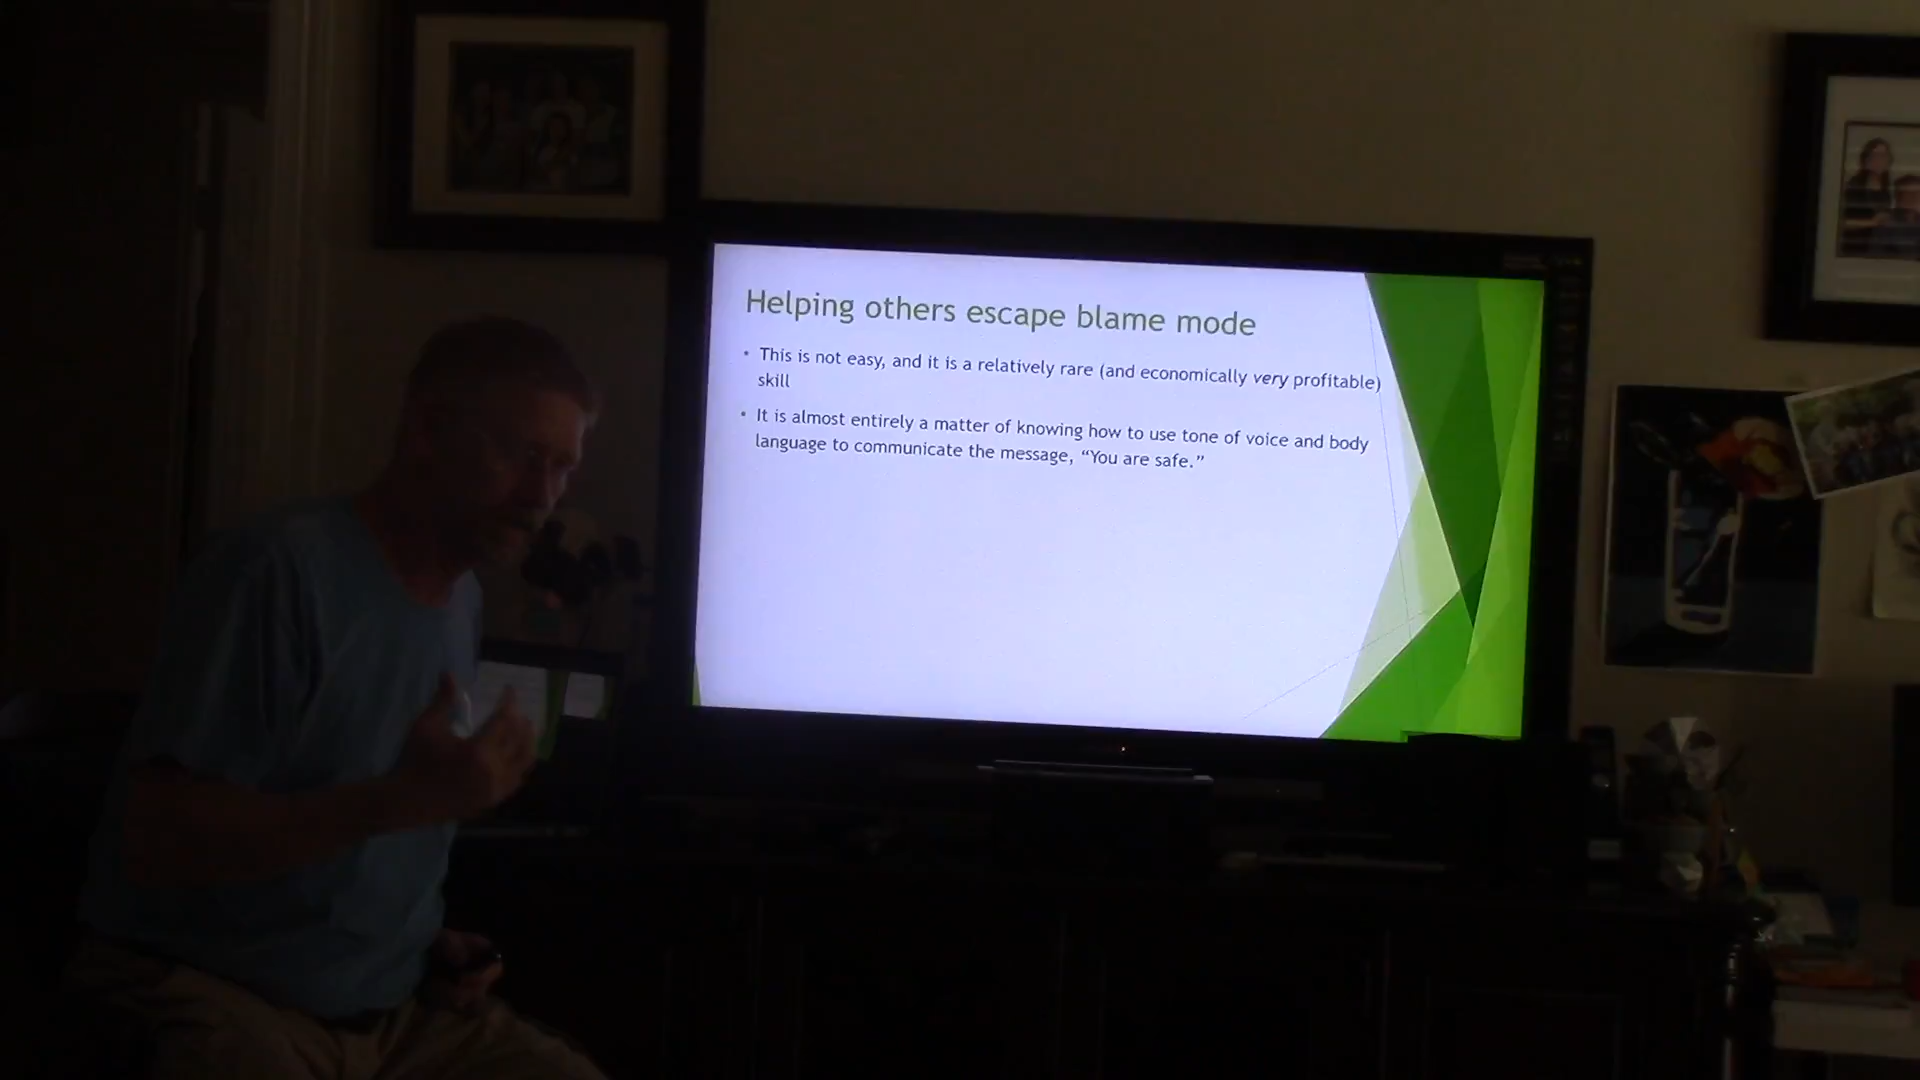 Helping others escape blame mode
• This is not easy, and it is a relatively rare (and economically very profitable)
skill
• It is almost entirely a matter of knowing how to use tone of voice and body
language to communicate the message, “You are safe.”